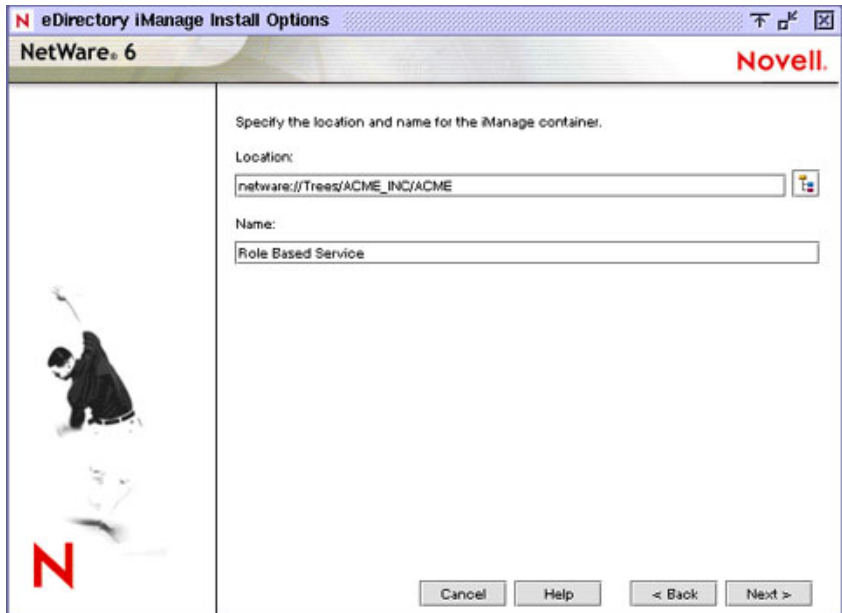 N eDirectory iManage Install Options
NetWare® 6
Novell.
Specify the location and name for the iManage container.
Location:
netware://Trees/ACME_INC/ACME
Name:
Role Based Service
N
Cancel Help < Back Next >